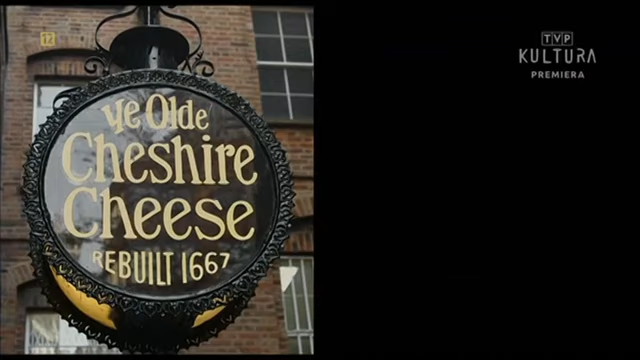 12
TVP
KULTURA
PREMIERA
Ye Olde
Cheshire
Cheese
REBUILT 1667